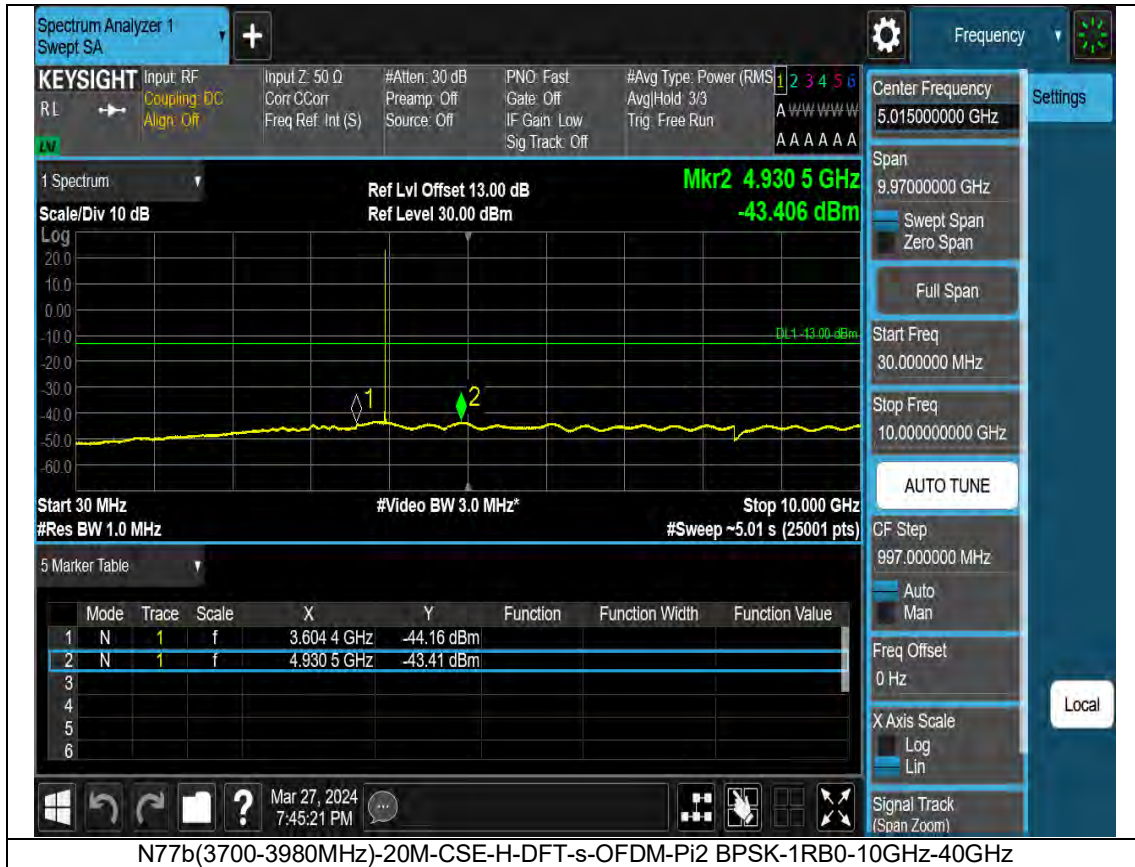 Spectrum Analyzer 1
Swept SA
Frequency
KEYSIGHT
RL
Input: RF
Coupling: DC
Align: Off
Input Z: 50 Ω
Corr CCorr
Freq Ref: Int (S)
#Atten: 30 dB
Preamp: Off
Source: Off
PNO: Fast
Gate: Off
IF Gain: Low
Sig Track: Off
#Avg Type: Power (RMS
Avg|Hold: 3/3
Trig: Free Run
1 2 3 4 5 6
A W W W W W
A A A A A A
1 Spectrum
Scale/Div 10 dB
Log
Ref Lvl Offset 13.00 dB
Ref Level 30.00 dBm
Mkr2 4.930 5 GHz
-43.406 dBm
20.0
10.0
0.00
-10.0
-20.0
-30.0
-40.0
-50.0
-60.0
DL1 -13.00 dBm
1
2
Start 30 MHz
#Video BW 3.0 MHz*
Stop 10.000 GHz
#Res BW 1.0 MHz
#Sweep ~5.01 s (25001 pts)
5 Marker Table
Mode Trace Scale X Y Function Function Width Function Value
1 N 1 f 3.604 4 GHz -44.16 dBm
2 N 1 f 4.930 5 GHz -43.41 dBm
3
4
5
6
Mar 27, 2024
7:45:21 PM
?
Center Frequency
5.015000000 GHz
Span
9.97000000 GHz
Swept Span
Zero Span
Full Span
Start Freq
30.000000 MHz
Stop Freq
10.000000000 GHz
AUTO TUNE
CF Step
997.000000 MHz
Auto
Man
Freq Offset
0 Hz
X Axis Scale
Log
Lin
Signal Track
(Span Zoom)
Settings
Local
N77b(3700-3980MHz)-20M-CSE-H-DFT-s-OFDM-Pi2 BPSK-1RB0-10GHz-40GHz